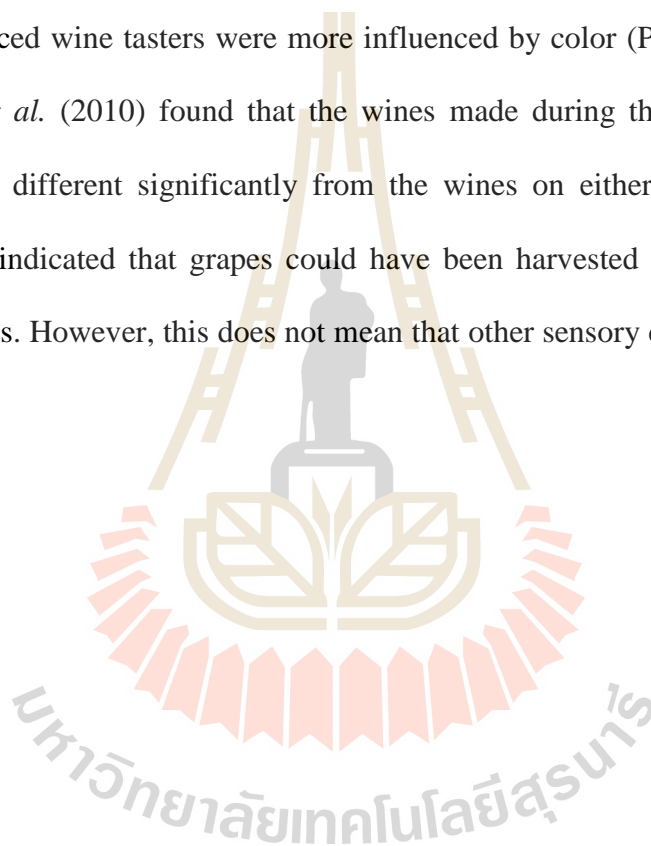 ced wine tasters were more influenced by color (P
al. (2010) found that the wines made during th
different significantly from the wines on either
indicated that grapes could have been harvested
s. However, this does not mean that other sensory
มหาวิทยาลัยเทคโนโลยีสุรนารี